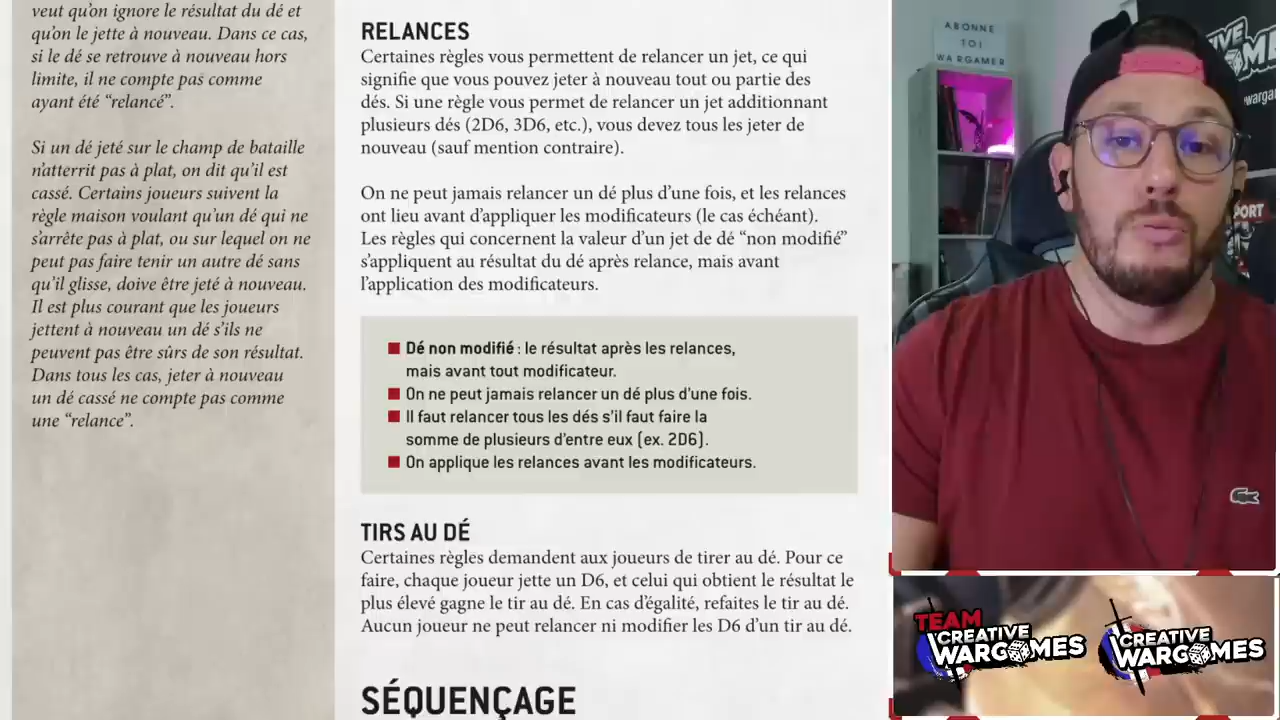 veut qu’on ignore le résultat du dé et
qu’on le jette à nouveau. Dans ce cas,
si le dé se retrouve à nouveau hors
limite, il ne compte pas comme
ayant été “relancé”.
Si un dé jeté sur le champ de bataille
n’atterrit pas à plat, on dit qu’il est
cassé. Certains joueurs suivent la
règle maison voulant qu’un dé qui ne
s’arrête pas à plat, ou sur lequel on ne
peut pas faire tenir un autre dé sans
qu’il glisse, doive être jeté à nouveau.
Il est plus courant que les joueurs
jettent à nouveau un dé s’ils ne
peuvent pas être sûrs de son résultat.
Dans tous les cas, jeter à nouveau
un dé cassé ne compte pas comme
une “relance”.
RELANCES
Certaines règles vous permettent de relancer un jet, ce qui
signifie que vous pouvez jeter à nouveau tout ou partie des
dés. Si une règle vous permet de relancer un jet additionnant
plusieurs dés (2D6, 3D6, etc.), vous devez tous les jeter de
nouveau (sauf mention contraire).
On ne peut jamais relancer un dé plus d’une fois, et les relances
ont lieu avant d’appliquer les modificateurs (le cas échéant).
Les règles qui concernent la valeur d’un jet de dé “non modifié”
s’appliquent au résultat du dé après relance, mais avant
l’application des modificateurs.
Dé non modifié : le résultat après les relances,
mais avant tout modificateur.
On ne peut jamais relancer un dé plus d’une fois.
Il faut relancer tous les dés s’il faut faire la
somme de plusieurs d’entre eux (ex. 2D6).
On applique les relances avant les modificateurs.
TIRS AU DÉ
Certaines règles demandent aux joueurs de tirer au dé. Pour ce
faire, chaque joueur jette un D6, et celui qui obtient le résultat le
plus élevé gagne le tir au dé. En cas d’égalité, refaites le tir au dé.
Aucun joueur ne peut relancer ni modifier les D6 d’un tir au dé.
SÉQUENÇAGE
ABONNE
TOI
WARGAMER
TEAM
CREATIVE
WARGAMES
CREATIVE
WARGAMES